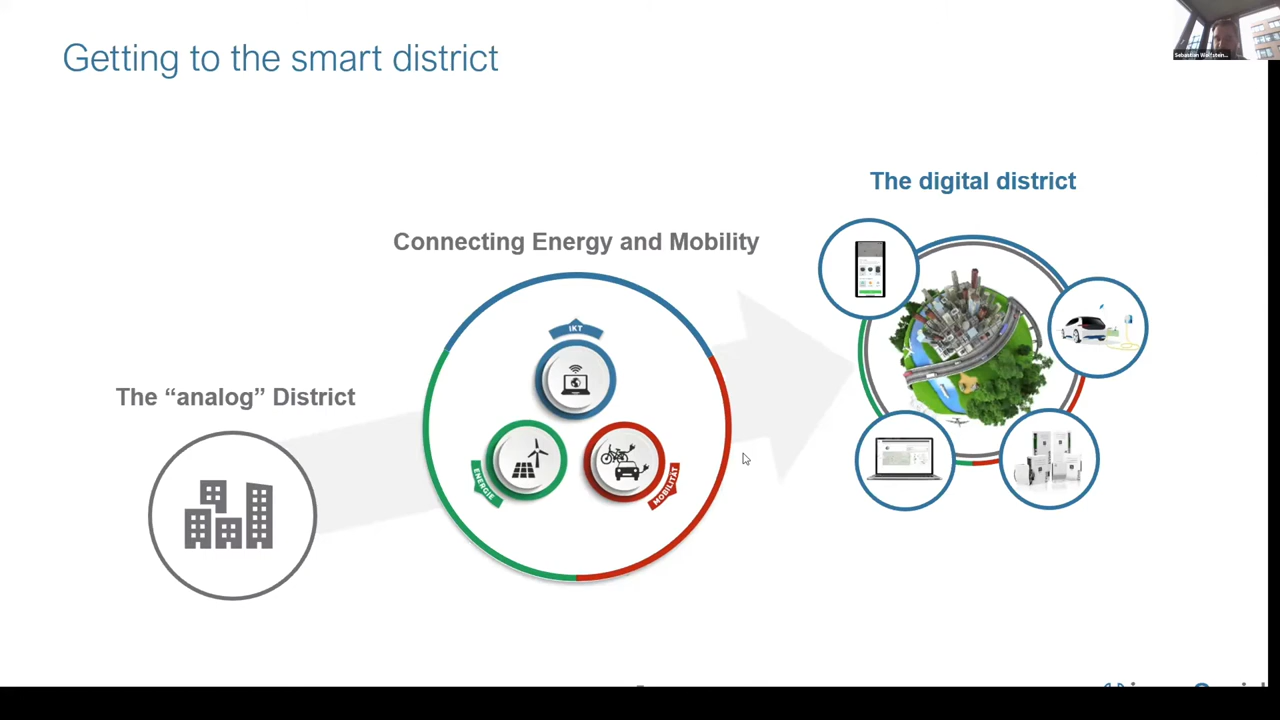 Getting to the smart district
The digital district
Connecting Energy and Mobility
IKT
The “analog” District
ENERGIE
MOBILITÄT